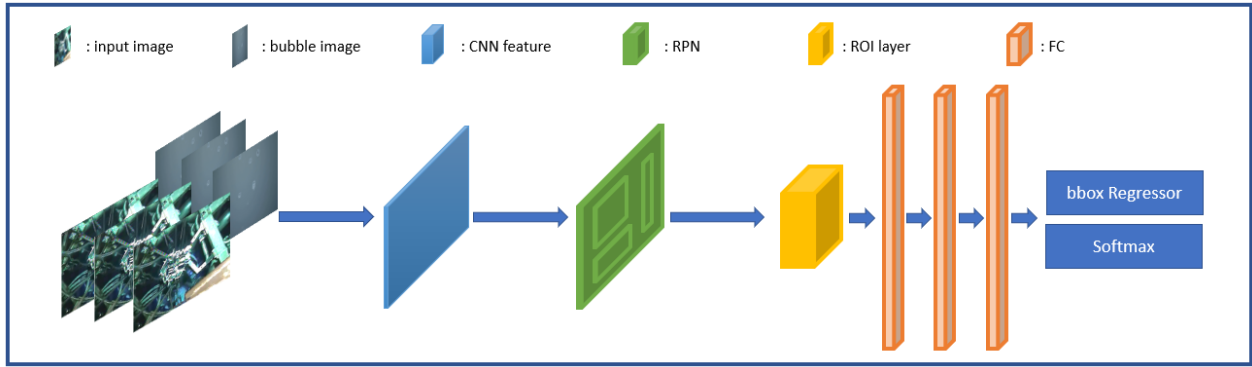 : input image
: bubble image
: CNN feature
: RPN
: ROI layer
: FC
bbox Regressor
Softmax